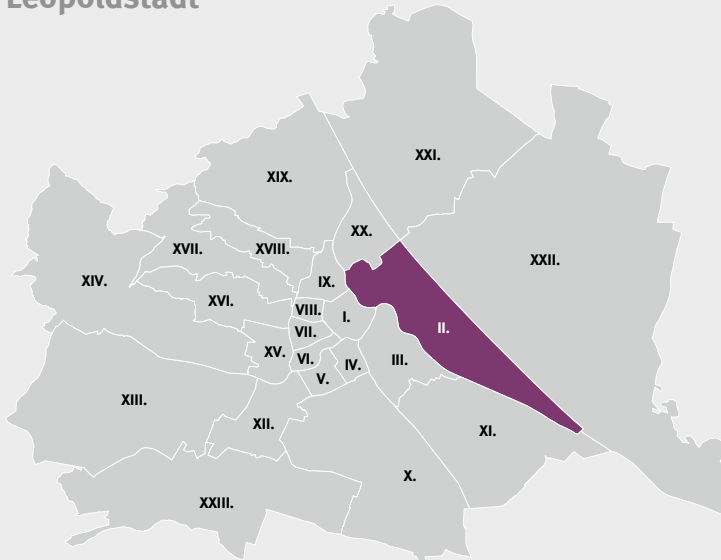 Leopoldstadt
XXI.
XIX.
XX.
XVII.
XVIII.
XXII.
XIV.
IX.
XVI.
VIII.
I.
II.
VII.
XV.
VI.
IV.
III.
V.
XIII.
XII.
XI.
X.
XXIII.